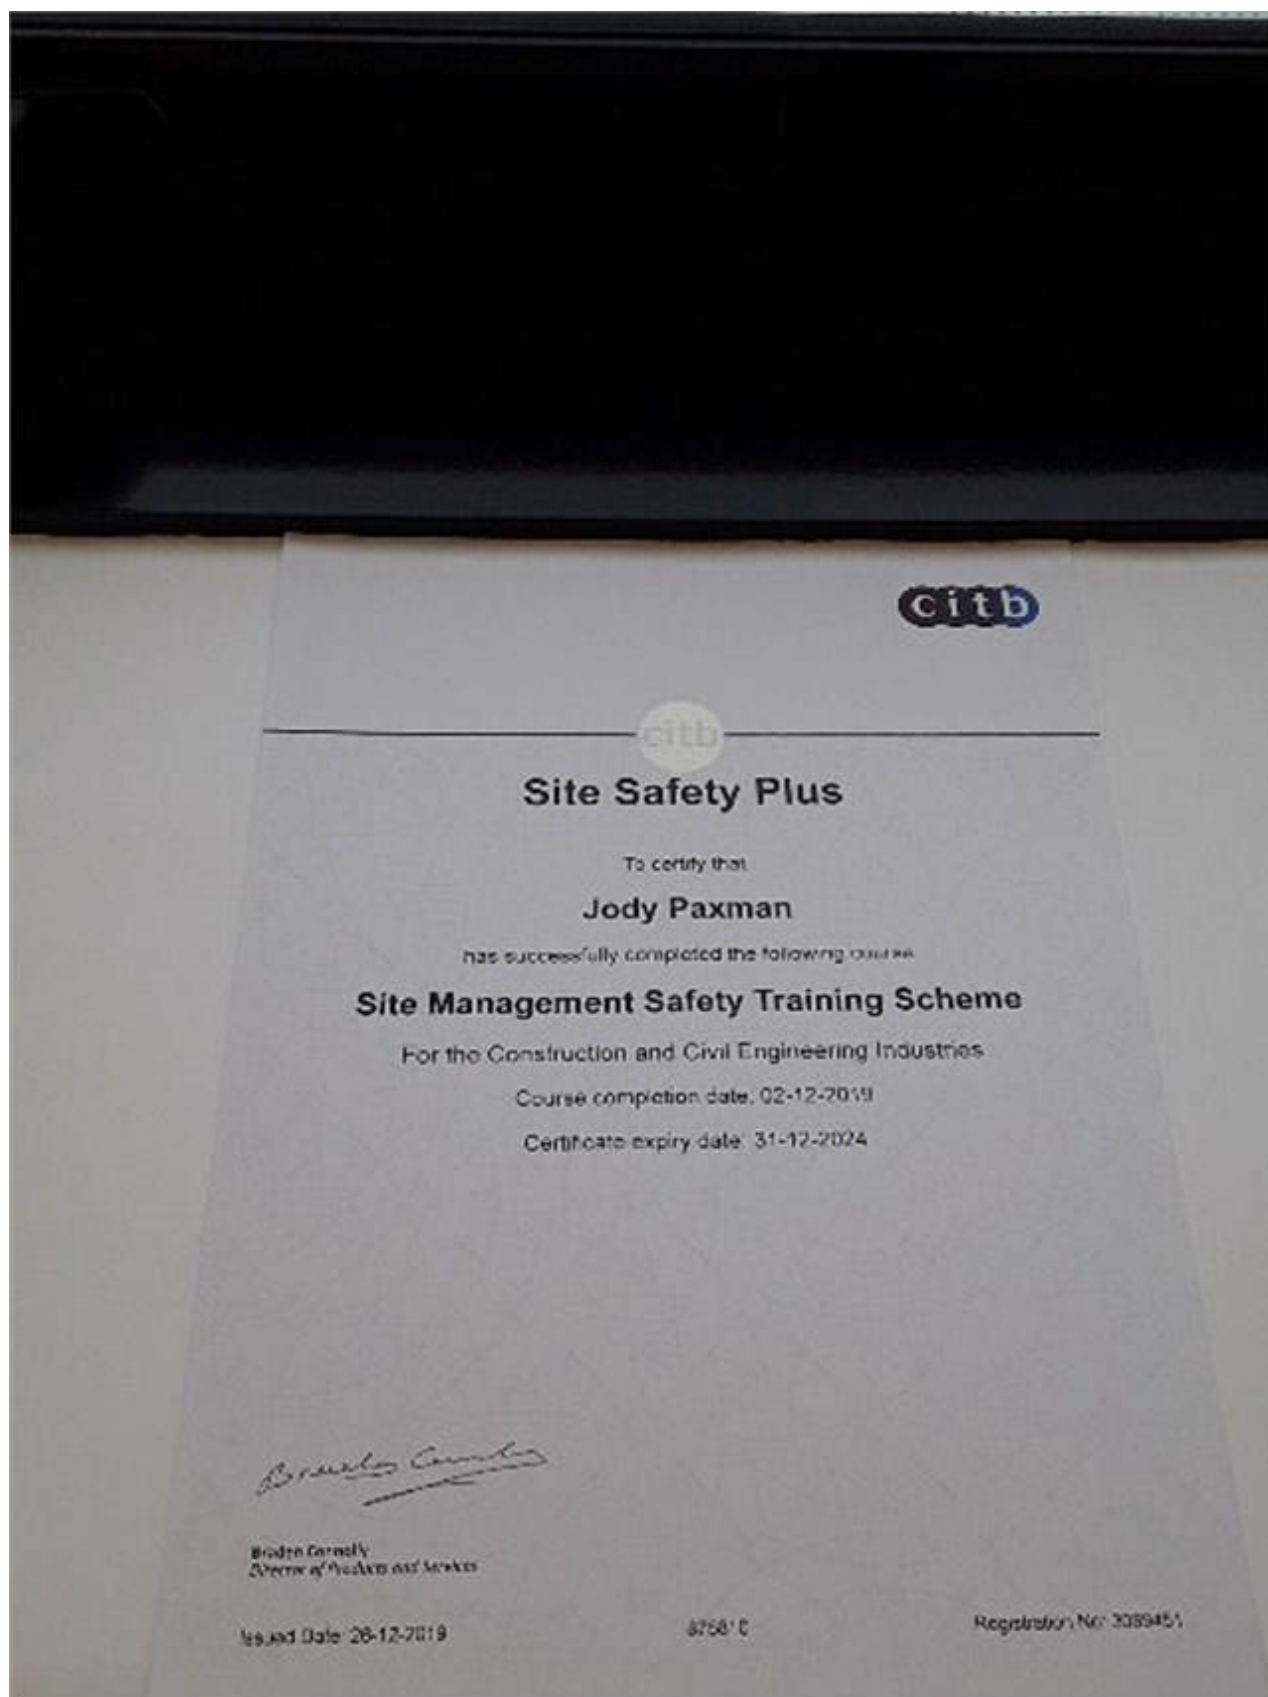 citb
citb
Site Safety Plus
To certify that
Jody Paxman
has successfully completed the following course
Site Management Safety Training Scheme
For the Construction and Civil Engineering Industries
Course completion date: 02-12-2019
Certificate expiry date: 31-12-2024
Braden Connolly
Director of Products and Services
Issued Date: 26-12-2019
Registration No: